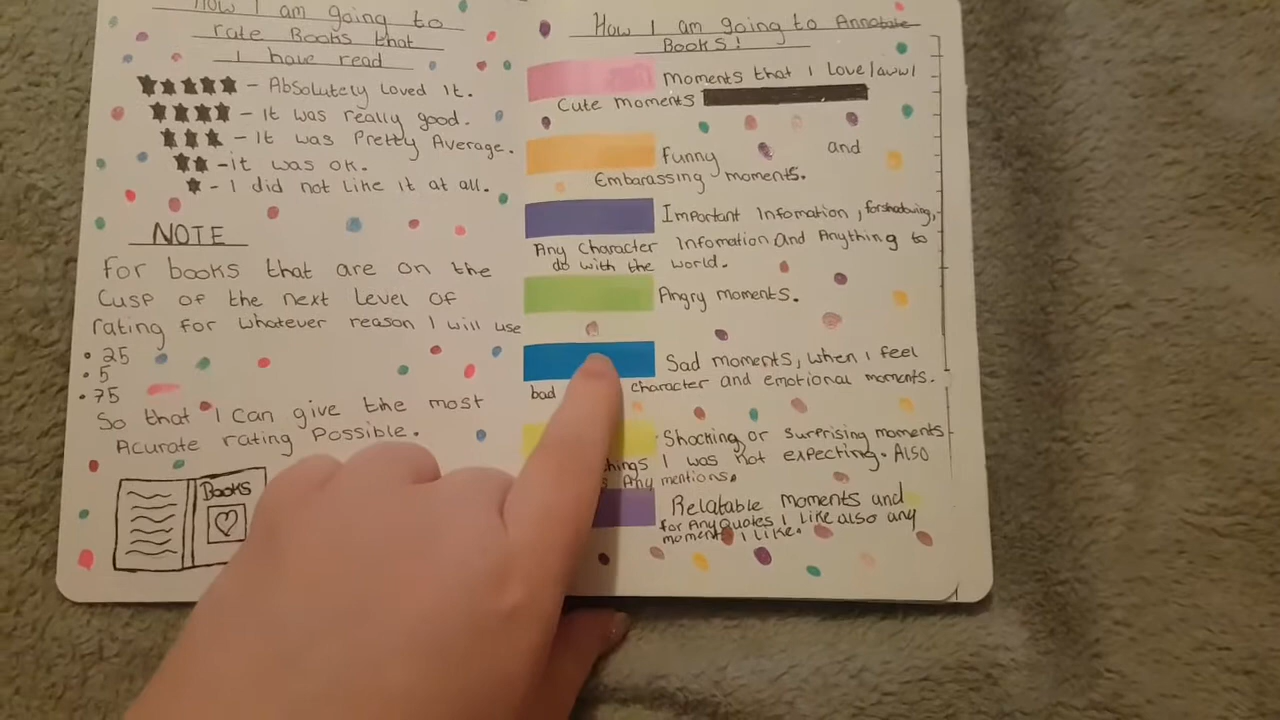 How I am going to
rate Books that
I have read
- Absolutely Loved It.
- It was really good.
- It was Pretty Average.
- it was ok.
- I did not like it at all.
NOTE
For books that are on the
Cusp of the next Level of
rating for whatever reason I will use
• 25
• 5
• 75
So that I can give the most
Acurate rating Possible.
Books
How I am going to Annotate
Books!
Moments that I Love/aww/
Cute moments
Funny and
Embarassing moments.
Important Infomation, forshadowing,
Any Character Infomation and Anything to
do with the world.
Angry moments.
Sad moments, when I feel
bad character and emotional moments.
Shocking or surprising moments
things I was not expecting. Also
Any mentions.
Relatable moments and
for Any Quotes I Like also any
moments I like.